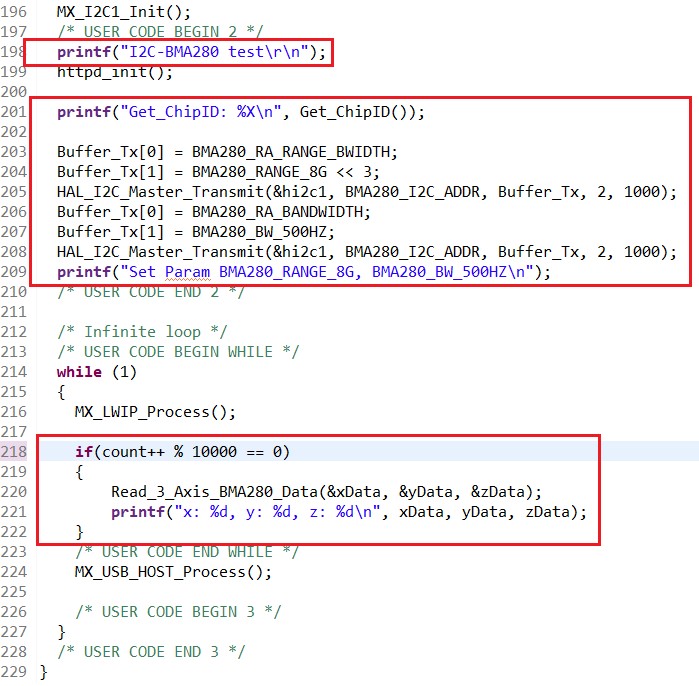 196 MX_I2C1_Init();
197 /* USER CODE BEGIN 2 */
198 printf("I2C-BMA280 test\r\n");
199 httpd_init();
200
201 printf("Get_ChipID: %X\n", Get_ChipID());
202
203 Buffer_Tx[0] = BMA280_RA_RANGE_BWIDTH;
204 Buffer_Tx[1] = BMA280_RANGE_8G << 3;
205 HAL_I2C_Master_Transmit(&hi2c1, BMA280_I2C_ADDR, Buffer_Tx, 2, 1000);
206 Buffer_Tx[0] = BMA280_RA_BANDWIDTH;
207 Buffer_Tx[1] = BMA280_BW_500HZ;
208 HAL_I2C_Master_Transmit(&hi2c1, BMA280_I2C_ADDR, Buffer_Tx, 2, 1000);
209 printf("Set Param BMA280_RANGE_8G, BMA280_BW_500HZ\n");
210 /* USER CODE END 2 */
211
212 /* Infinite loop */
213 /* USER CODE BEGIN WHILE */
214 while (1)
215 {
216 MX_LWIP_Process();
217
218 if(count++ % 10000 == 0)
219 {
220 Read_3_Axis_BMA280_Data(&xData, &yData, &zData);
221 printf("x: %d, y: %d, z: %d\n", xData, yData, zData);
222 }
223 /* USER CODE END WHILE */
224 MX_USB_HOST_Process();
225
226 /* USER CODE BEGIN 3 */
227 }
228 /* USER CODE END 3 */
229 }